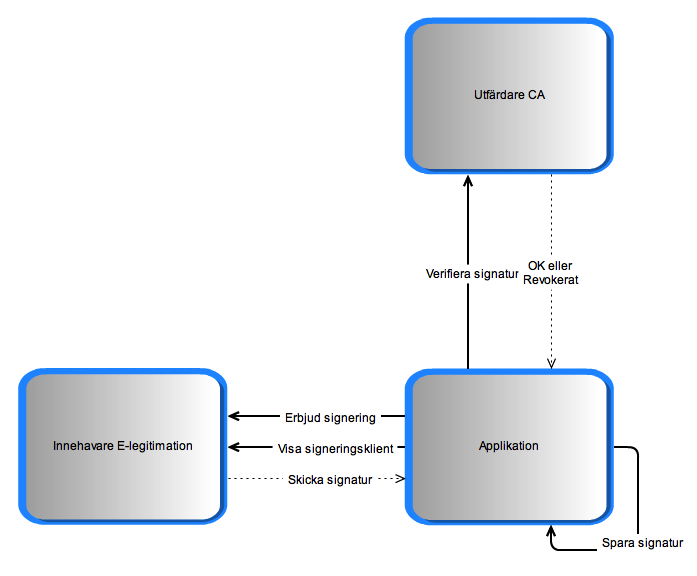 Utfärdare CA
Verifiera signatur
OK eller
Revokerat
Innehavare E-legitimation
Erbjud signering
Visa signeringsklient
Skicka signatur
Applikation
Spara signatur